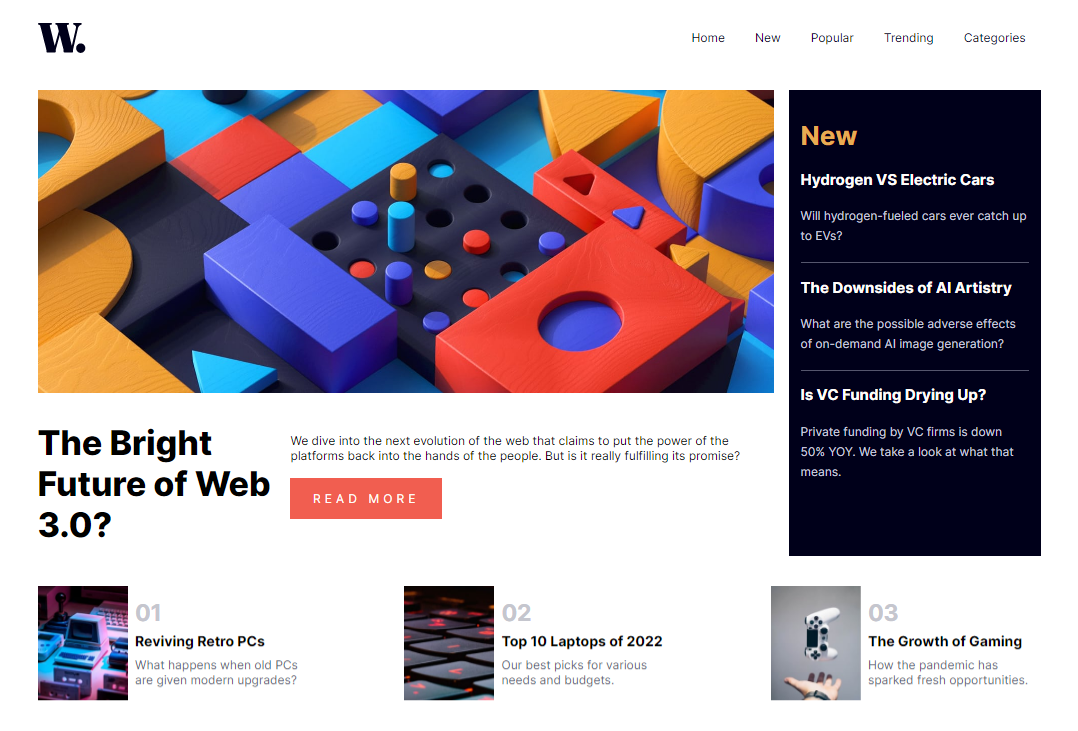 W.
Home New Popular Trending Categories
New
Hydrogen VS Electric Cars
Will hydrogen-fueled cars ever catch up
to EVs?
The Downsides of AI Artistry
What are the possible adverse effects
of on-demand AI image generation?
Is VC Funding Drying Up?
Private funding by VC firms is down
50% YOY. We take a look at what that
means.
The Bright
Future of Web
3.0?
We dive into the next evolution of the web that claims to put the power of the
platforms back into the hands of the people. But is it really fulfilling its promise?
READ MORE
01
Reviving Retro PCs
What happens when old PCs
are given modern upgrades?
02
Top 10 Laptops of 2022
Our best picks for various
needs and budgets.
03
The Growth of Gaming
How the pandemic has
sparked fresh opportunities.